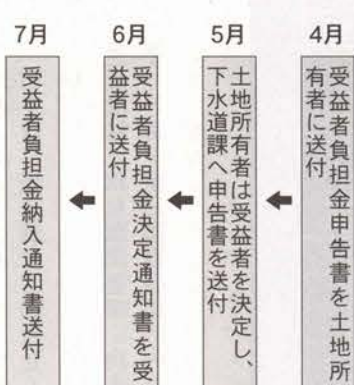 4月
受益者負担金申告書を土地所
有者に送付
5月
土地所有者は受益者を決定し、
下水道課へ申告書を送付
6月
受益者負担金決定通知書を受
益者に送付
7月
受益者負担金納入通知書送付